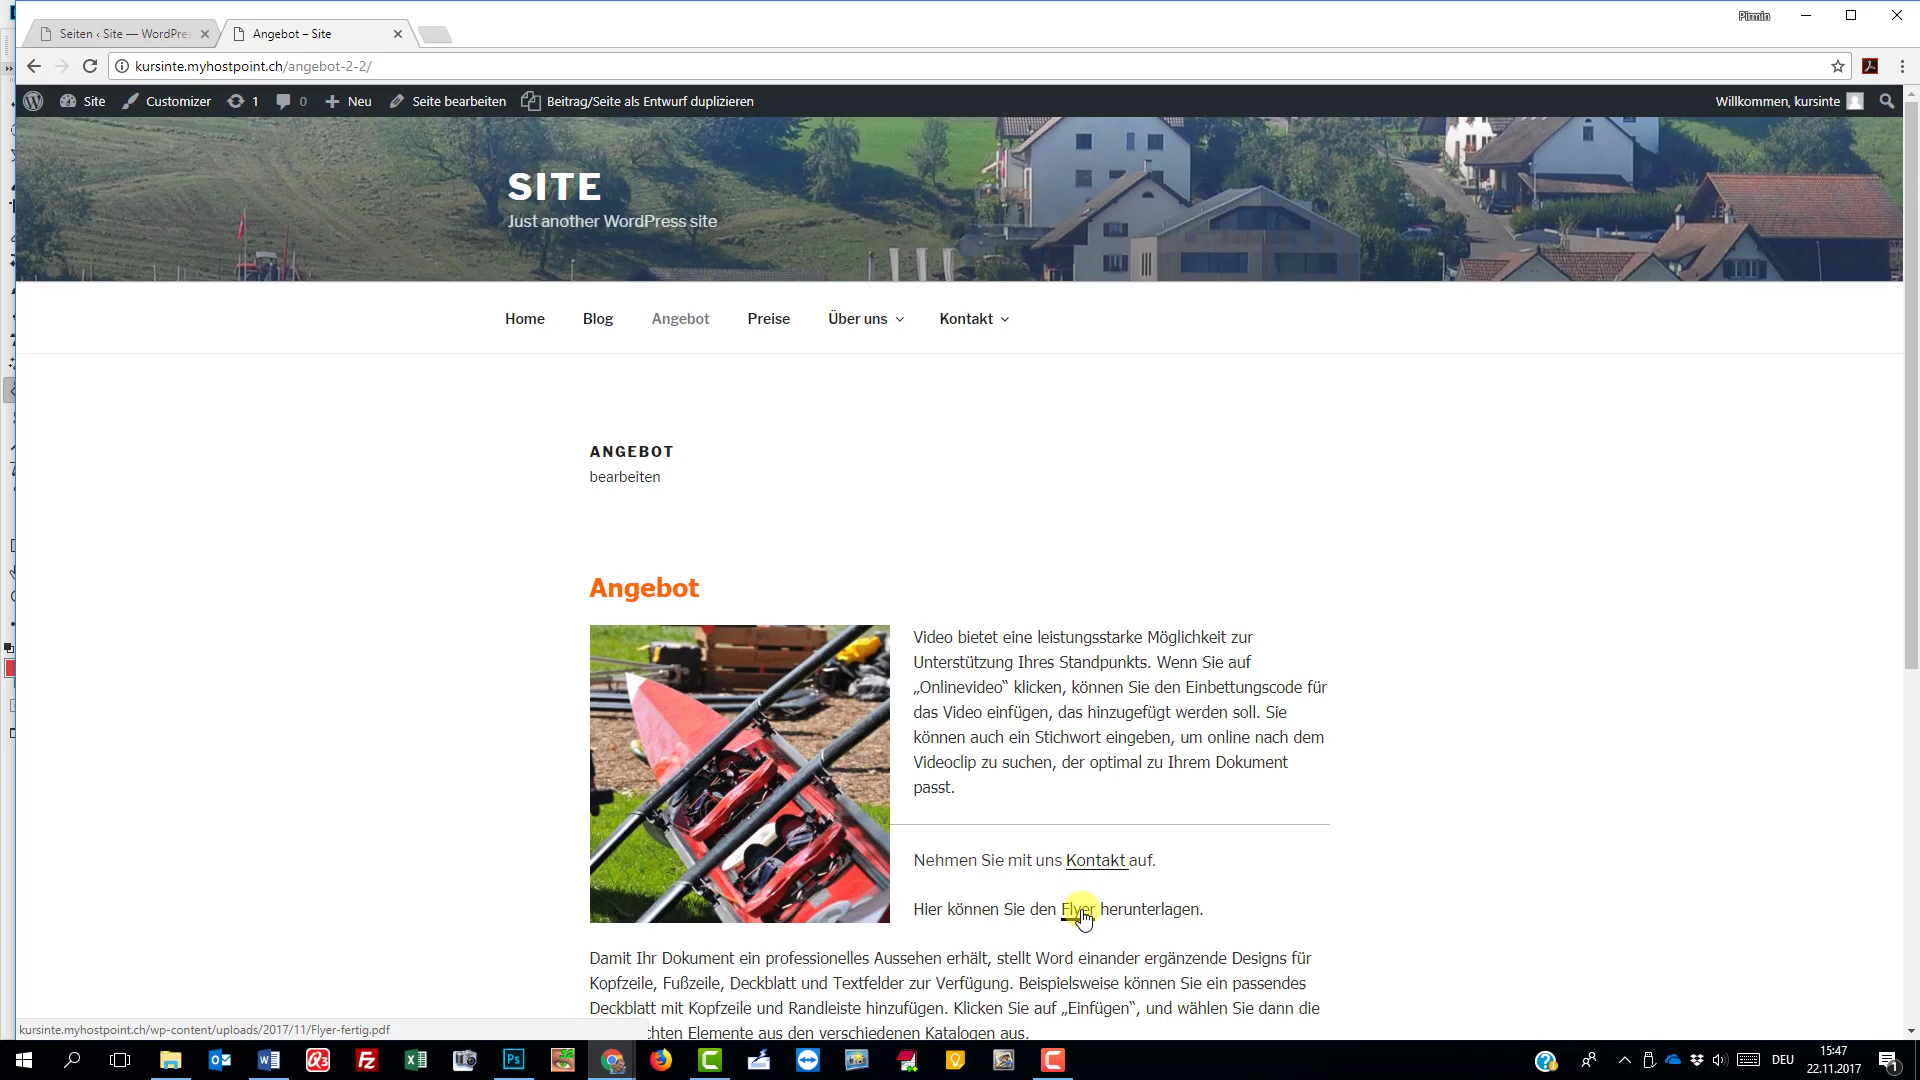 Pirmin
Seiten ‹ Site — WordPres
Angebot – Site
kursinte.myhostpoint.ch/angebot-2-2/
Site
Customizer
1
0
Neu
Seite bearbeiten
Beitrag/Seite als Entwurf duplizieren
Willkommen, kursinte
SITE
Just another WordPress site
Home
Blog
Angebot
Preise
Über uns
Kontakt
ANGEBOT
bearbeiten
Angebot
Video bietet eine leistungsstarke Möglichkeit zur
Unterstützung Ihres Standpunkts. Wenn Sie auf
„Onlinevideo“ klicken, können Sie den Einbettungscode für
das Video einfügen, das hinzugefügt werden soll. Sie
können auch ein Stichwort eingeben, um online nach dem
Videoclip zu suchen, der optimal zu Ihrem Dokument
passt.
Nehmen Sie mit uns Kontakt auf.
Hier können Sie den Flyer herunterlagen.
Damit Ihr Dokument ein professionelles Aussehen erhält, stellt Word einander ergänzende Designs für
Kopfzeile, Fußzeile, Deckblatt und Textfelder zur Verfügung. Beispielsweise können Sie ein passendes
Deckblatt mit Kopfzeile und Randleiste hinzufügen. Klicken Sie auf „Einfügen“, und wählen Sie dann die
chten Elemente aus den verschiedenen Katalogen aus.
kursinte.myhostpoint.ch/wp-content/uploads/2017/11/Flyer-fertig.pdf
DEU
15:47
22.11.2017
1